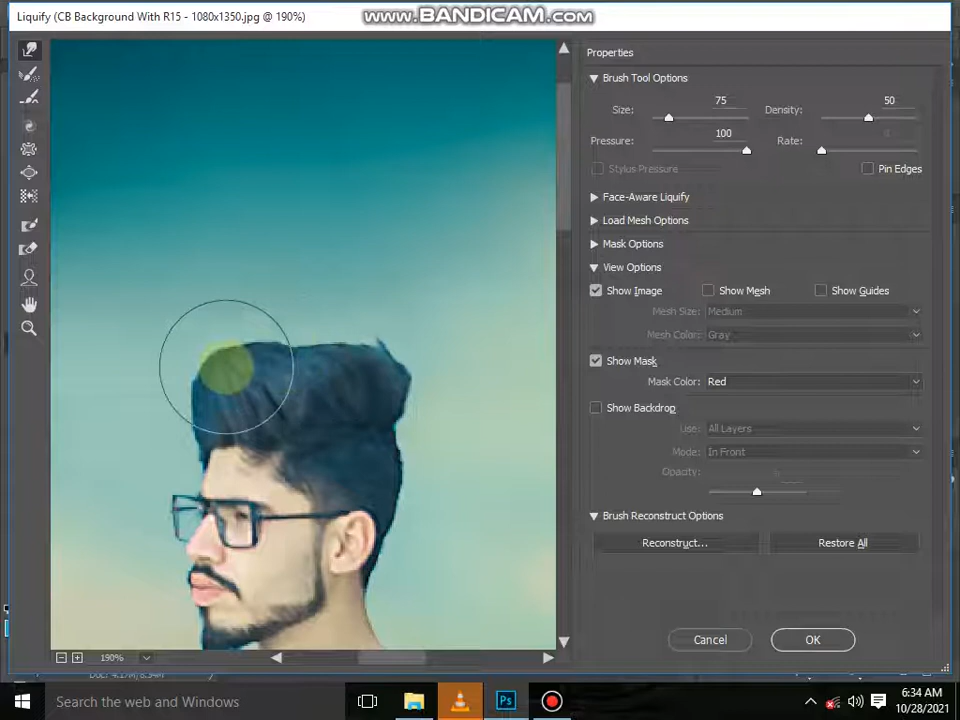 Liquify (CB Background With R15 - 1080x1350.jpg @ 190%)
www.BANDICAM.com
Properties
Brush Tool Options
Size: 75 Density: 50
Pressure: 100 Rate:
Stylus Pressure Pin Edges
Face-Aware Liquify
Load Mesh Options
Mask Options
View Options
Show Image Show Mesh Show Guides
Mesh Size: Medium
Mesh Color: Gray
Show Mask
Mask Color: Red
Show Backdrop
Use: All Layers
Mode: In Front
Opacity:
Brush Reconstruct Options
Reconstruct... Restore All
Cancel OK
190%
Search the web and Windows
Ps
6:34 AM
10/28/2021